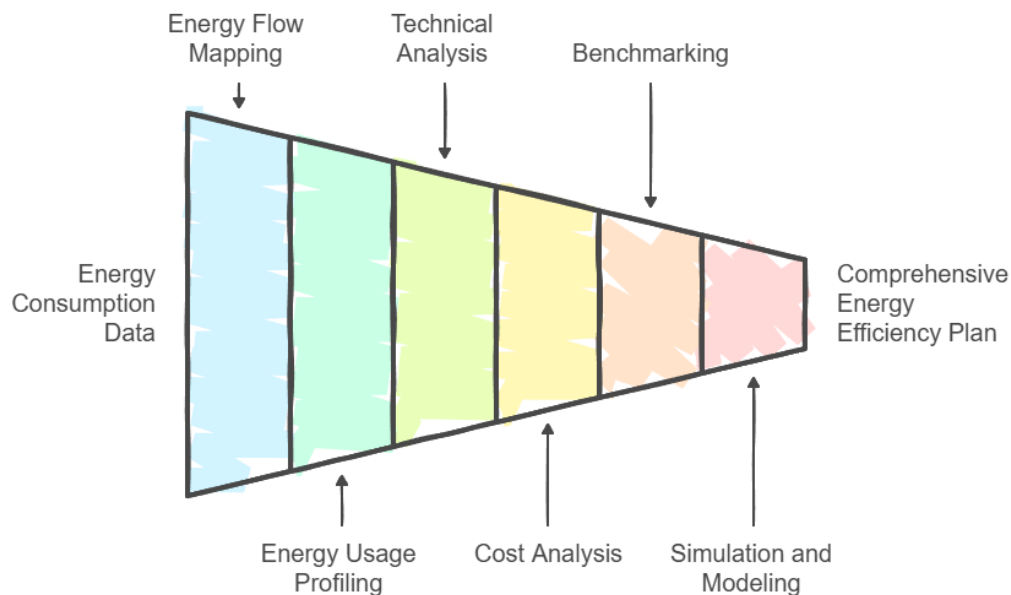 Energy Flow
Mapping
Technical
Analysis
Benchmarking
Energy
Consumption
Data
Comprehensive
Energy
Efficiency Plan
Energy Usage
Profiling
Cost Analysis
Simulation and
Modeling